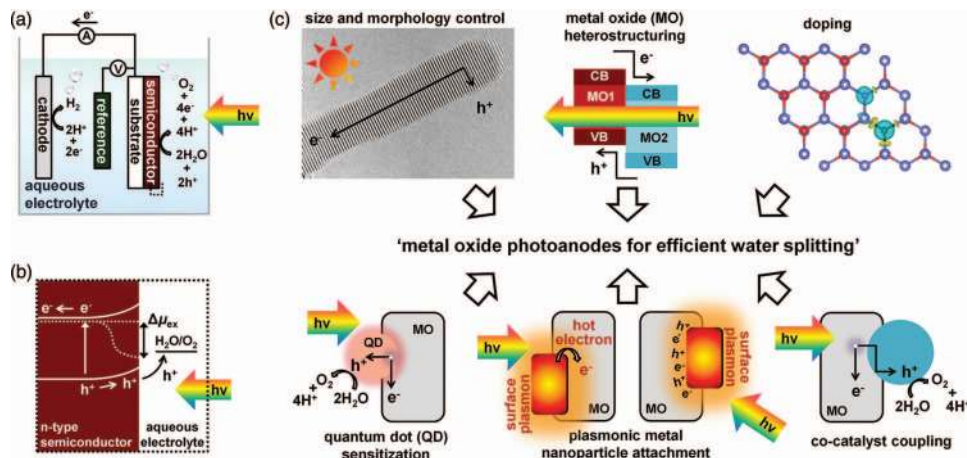 (a)
e⁻
A
V
cathode
H₂
2H⁺
+
2e⁻
reference
substrate
semiconductor
O₂
+
4e⁻
+
4H⁺
2H₂O
+
2h⁺
hν
aqueous
electrolyte
(b)
e⁻ ← e⁻
Δμex
H₂O/O₂
h⁺ → h⁺
h⁺
hν
n-type
semiconductor
aqueous
electrolyte
(c)
size and morphology control
e⁻
h⁺
metal oxide (MO)
heterostructuring
e⁻
CB
MO1
VB
CB
MO2
VB
hν
h⁺
doping
‘metal oxide photoanodes for efficient water splitting’
hν
MO
QD
h⁺
e⁻
O₂
+
4H⁺
2H₂O
quantum dot (QD)
sensitization
hν
hot
electron
e⁻
surface
plasmon
MO
MO
h⁺
e⁻
h⁺
e⁻
h⁺
e⁻
surface
plasmon
hν
plasmonic metal
nanoparticle attachment
hν
e⁻
h⁺
MO
O₂
+
4H⁺
2H₂O
co-catalyst coupling